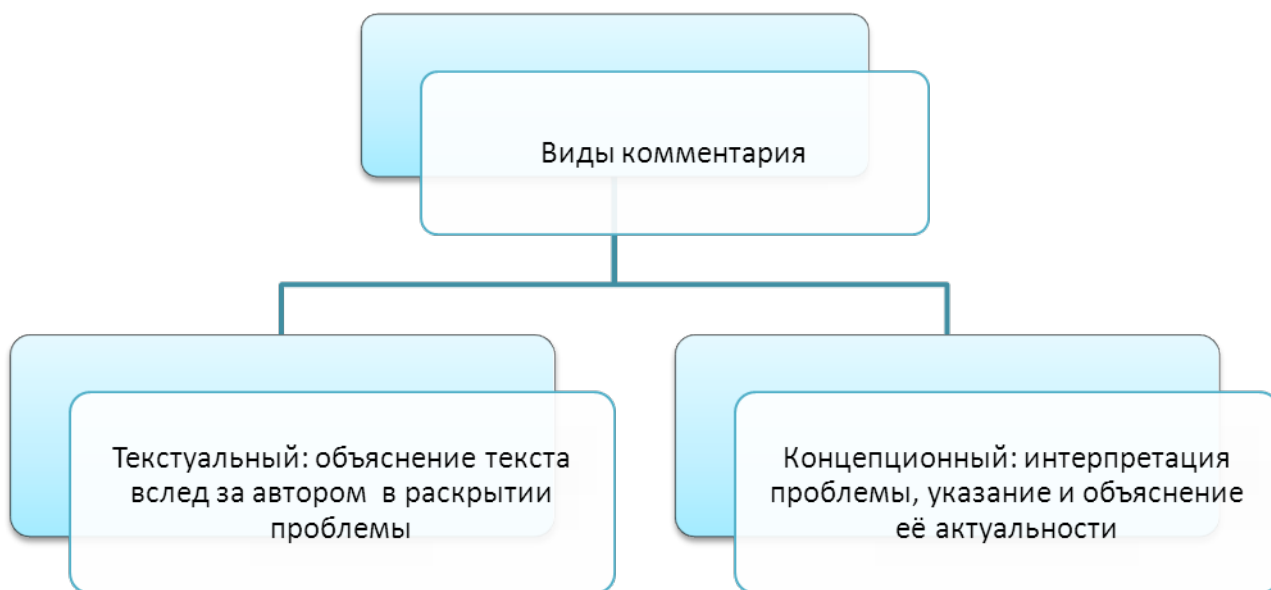 Виды комментария
Текстуальный: объяснение текста
вслед за автором в раскрытии
проблемы
Концепционный: интерпретация
проблемы, указание и объяснение
её актуальности